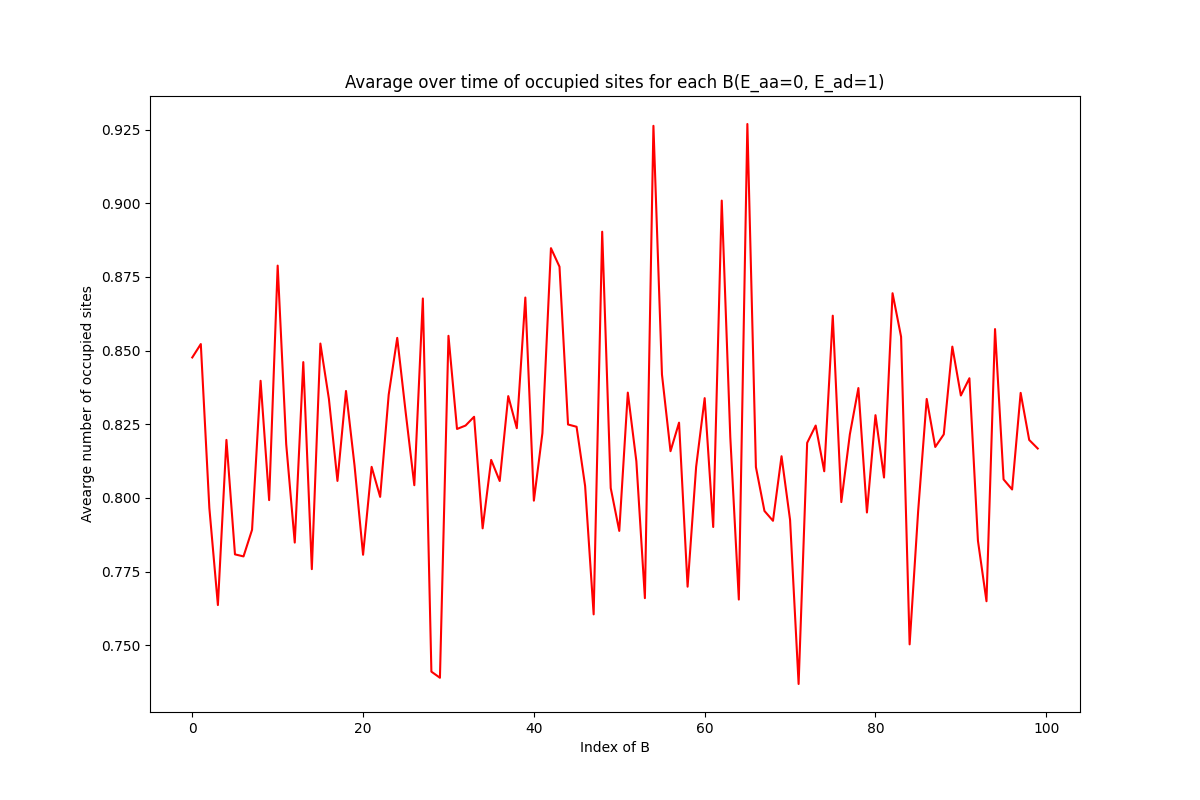 Avarage over time of occupied sites for each B(E_aa=0, E_ad=1)
Avearge number of occupied sites
0.925
0.900
0.875
0.850
0.825
0.800
0.775
0.750
0 20 40 60 80 100
Index of B